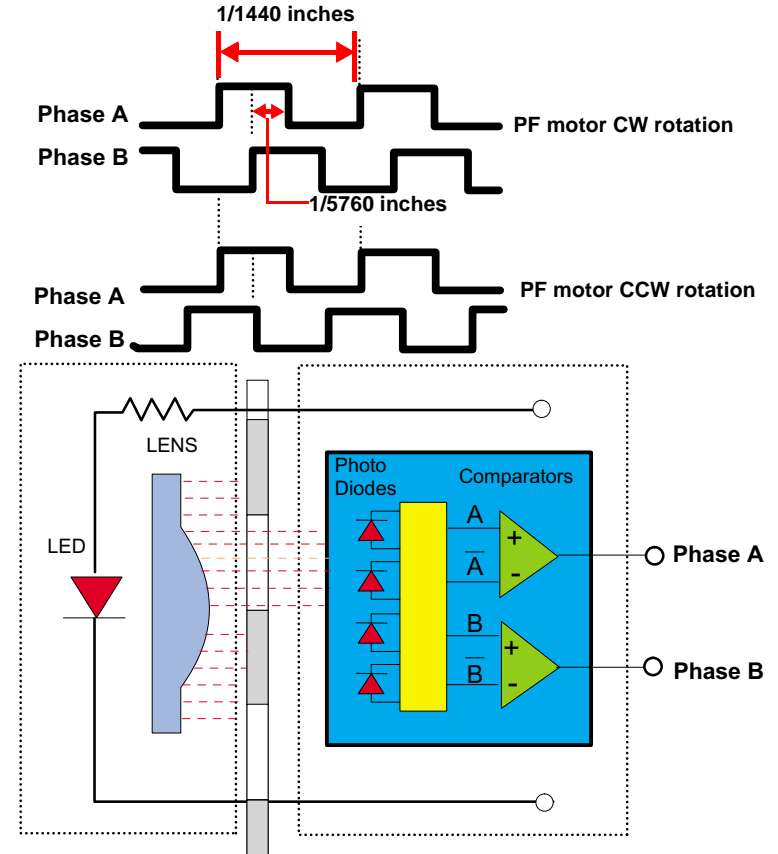 1/1440 inches
Phase A
PF motor CW rotation
Phase B
1/5760 inches
Phase A
PF motor CCW rotation
Phase B
LENS
LED
Photo
Diodes
Comparators
A
+
A̅
-
Phase A
B
+
B̅
-
Phase B